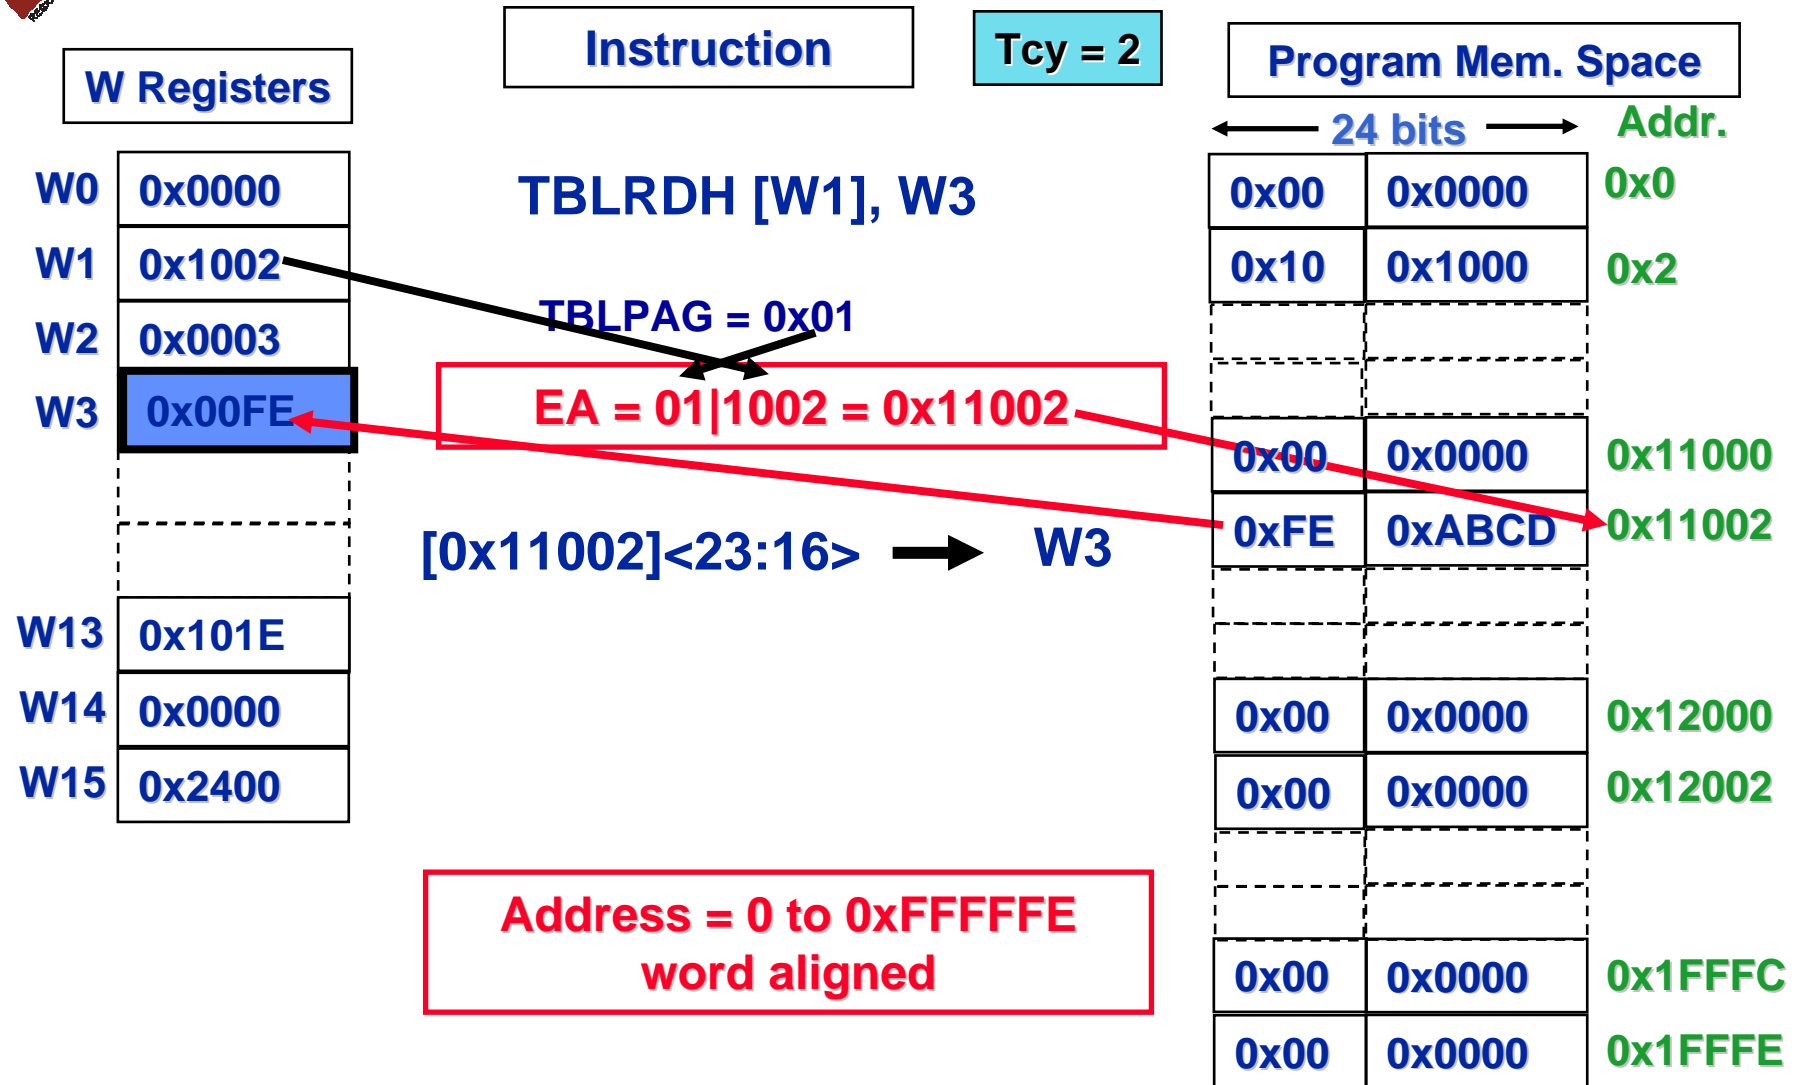 Instruction
Tcy = 2
W Registers
Program Mem. Space
24 bits
Addr.
W0 0x0000
W1 0x1002
W2 0x0003
W3 0x00FE
W13 0x101E
W14 0x0000
W15 0x2400
TBLRDH [W1], W3
TBLPAG = 0x01
EA = 01|1002 = 0x11002
[0x11002]<23:16> W3
Address = 0 to 0xFFFFFE
word aligned
0x00 0x0000 0x0
0x10 0x1000 0x2
0x00 0x0000 0x11000
0xFE 0xABCD 0x11002
0x00 0x0000 0x12000
0x00 0x0000 0x12002
0x00 0x0000 0x1FFFC
0x00 0x0000 0x1FFFE